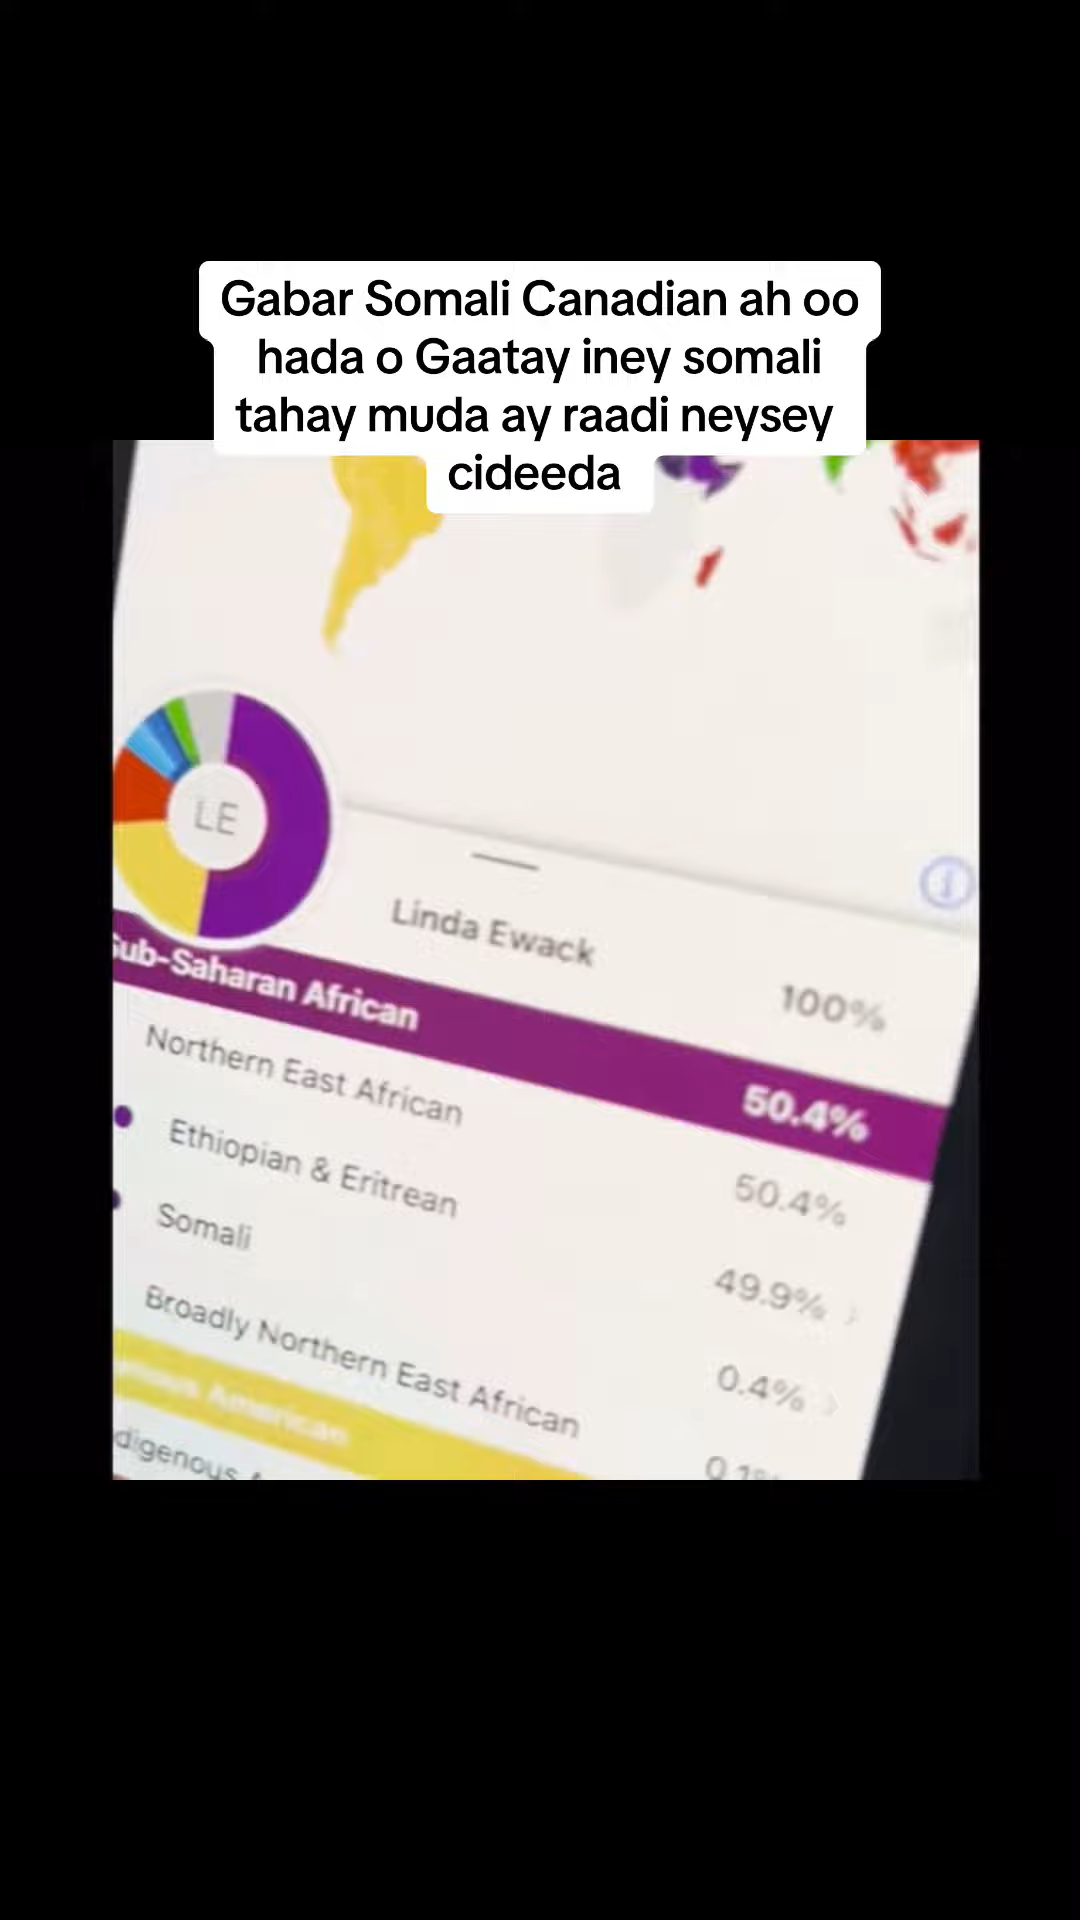 Gabar Somali Canadian ah oo
hada o Gaatay iney somali
tahay muda ay raadi neysey
cideeda
LE
Linda Ewack
100%
Sub-Saharan African
50.4%
Northern East African
50.4%
Ethiopian & Eritrean
49.9%
Somali
0.4%
Broadly Northern East African
American